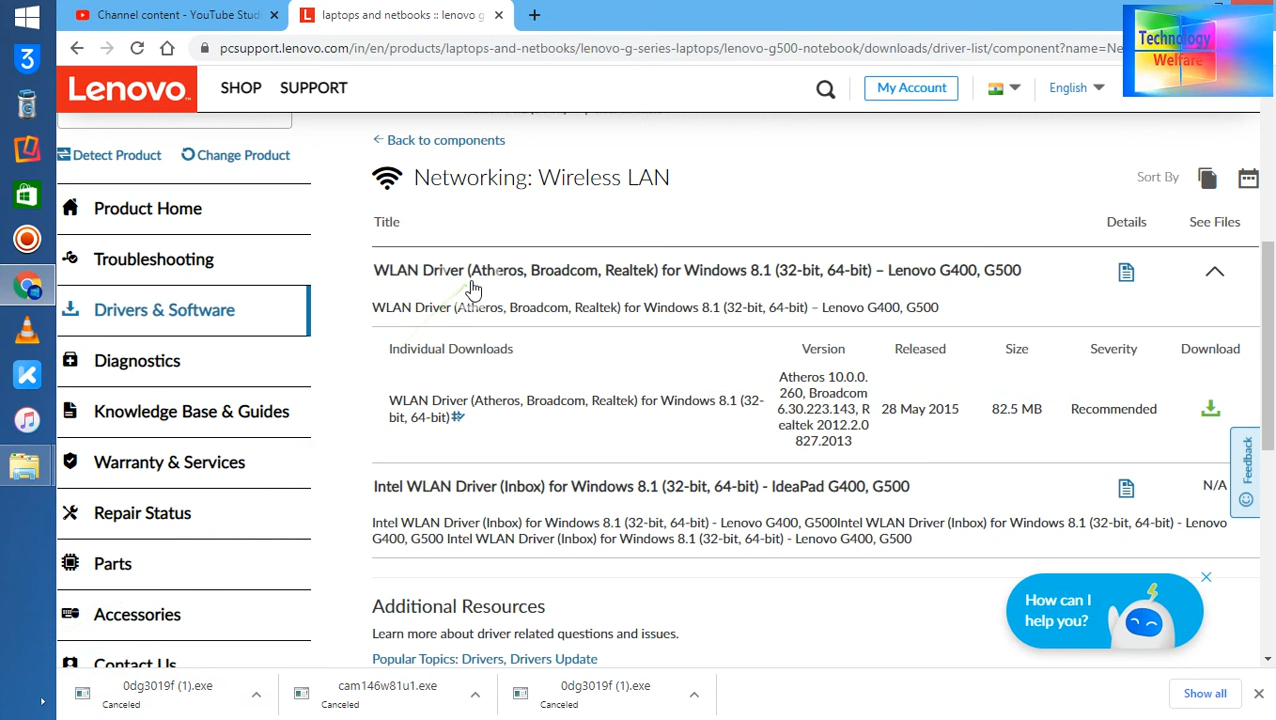 Channel content - YouTube Studi
laptops and netbooks :: lenovo g
pcsupport.lenovo.com/in/en/products/laptops-and-netbooks/lenovo-g-series-laptops/lenovo-g500-notebook/downloads/driver-list/component?name=Ne
Technology
Welfare
Lenovo
SHOP
SUPPORT
My Account
English
Back to components
Detect Product
Change Product
Networking: Wireless LAN
Sort By
Product Home
Title
Details
See Files
Troubleshooting
WLAN Driver (Atheros, Broadcom, Realtek) for Windows 8.1 (32-bit, 64-bit) – Lenovo G400, G500
Drivers & Software
WLAN Driver (Atheros, Broadcom, Realtek) for Windows 8.1 (32-bit, 64-bit) – Lenovo G400, G500
Individual Downloads
Version
Released
Size
Severity
Download
Diagnostics
WLAN Driver (Atheros, Broadcom, Realtek) for Windows 8.1 (32-
bit, 64-bit)
Atheros 10.0.0.
260, Broadcom
6.30.223.143, R
ealtek 2012.2.0
827.2013
28 May 2015
82.5 MB
Recommended
Knowledge Base & Guides
Feedback
Warranty & Services
Intel WLAN Driver (Inbox) for Windows 8.1 (32-bit, 64-bit) - IdeaPad G400, G500
N/A
Repair Status
Intel WLAN Driver (Inbox) for Windows 8.1 (32-bit, 64-bit) - Lenovo G400, G500Intel WLAN Driver (Inbox) for Windows 8.1 (32-bit, 64-bit) - Lenovo
G400, G500 Intel WLAN Driver (Inbox) for Windows 8.1 (32-bit, 64-bit) - Lenovo G400, G500
Parts
Accessories
Additional Resources
How can I
help you?
Learn more about driver related questions and issues.
Contact Us
Popular Topics: Drivers, Drivers Update
0dg3019f (1).exe
Canceled
cam146w81u1.exe
Canceled
0dg3019f (1).exe
Canceled
Show all